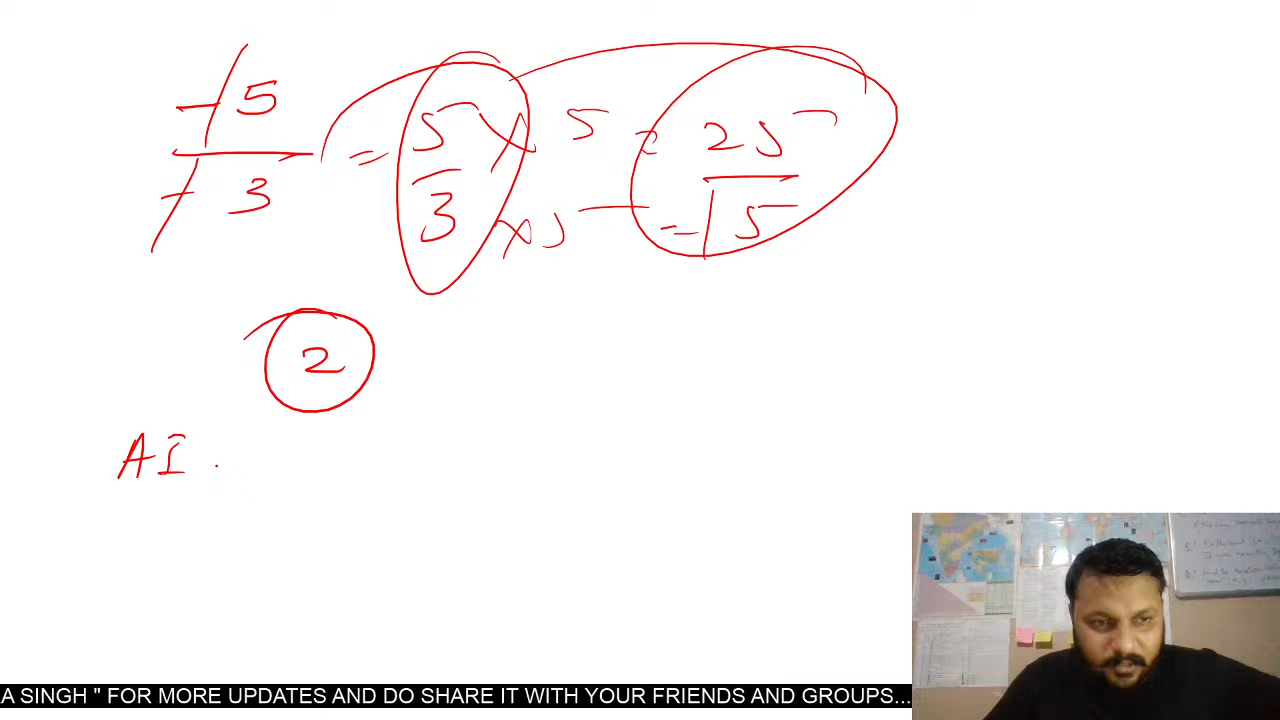 -5/-3 = 5/3 × 5/× 5 = 25/15
2
AI .
A SINGH " FOR MORE UPDATES AND DO SHARE IT WITH YOUR FRIENDS AND GROUPS...